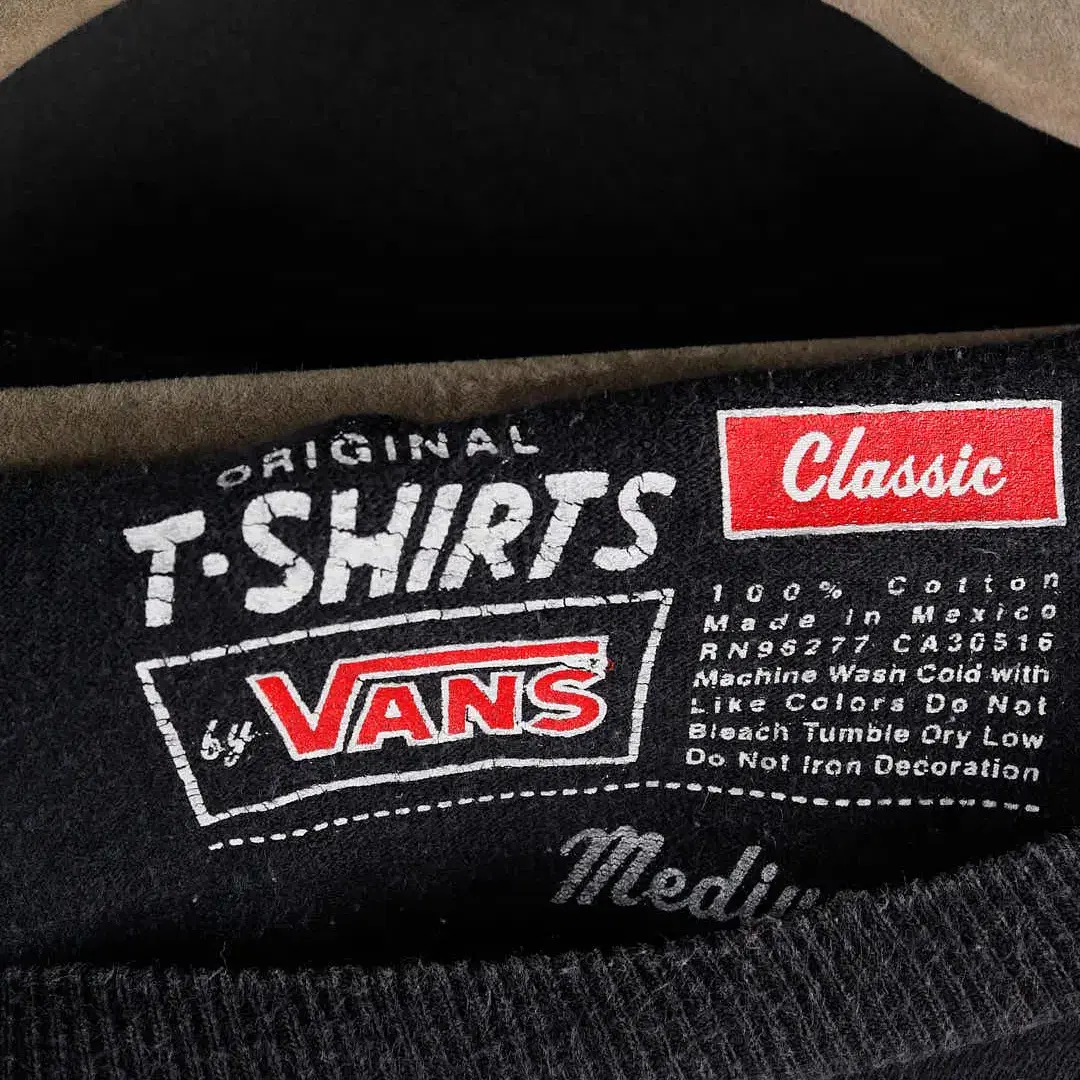 ORIGINAL
T-SHIRTS
by VANS
Classic
100% Cotton
Made in Mexico
RN96277 CA30516
Machine Wash Cold with
Like Colors Do Not
Bleach Tumble Dry Low
Do Not Iron Decoration